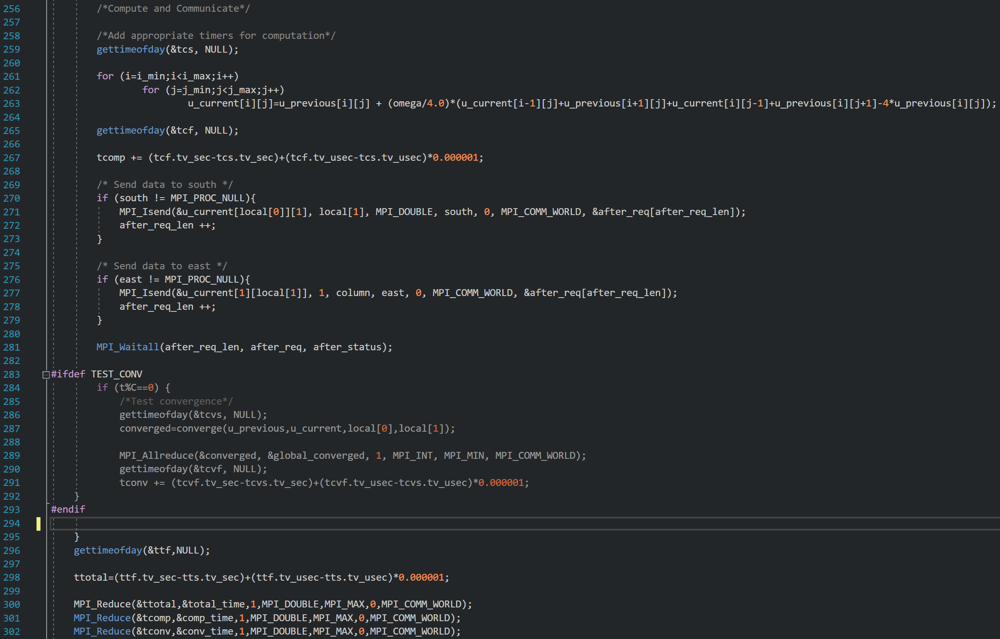 256 /*Compute and Communicate*/
257
258 /*Add appropriate timers for computation*/
259 gettimeofday(&tcs, NULL);
260
261 for (i=i_min;i<i_max;i++)
262 for (j=j_min;j<j_max;j++)
263 u_current[i][j]=u_previous[i][j] + (omega/4.0)*(u_current[i-1][j]+u_previous[i+1][j]+u_current[i][j-1]+u_previous[i][j+1]-4*u_previous[i][j]);
264
265 gettimeofday(&tcf, NULL);
266
267 tcomp += (tcf.tv_sec-tcs.tv_sec)+(tcf.tv_usec-tcs.tv_usec)*0.000001;
268
269 /* Send data to south */
270 if (south != MPI_PROC_NULL){
271 MPI_Isend(&u_current[local[0]][1], local[1], MPI_DOUBLE, south, 0, MPI_COMM_WORLD, &after_req[after_req_len]);
272 after_req_len ++;
273 }
274
275 /* Send data to east */
276 if (east != MPI_PROC_NULL){
277 MPI_Isend(&u_current[1][local[1]], 1, column, east, 0, MPI_COMM_WORLD, &after_req[after_req_len]);
278 after_req_len ++;
279 }
280
281 MPI_Waitall(after_req_len, after_req, after_status);
282
283 #ifdef TEST_CONV
284 if (t%C==0) {
285 /*Test convergence*/
286 gettimeofday(&tcvs, NULL);
287 converged=converge(u_previous,u_current,local[0],local[1]);
288
289 MPI_Allreduce(&converged, &global_converged, 1, MPI_INT, MPI_MIN, MPI_COMM_WORLD);
290 gettimeofday(&tcvf, NULL);
291 tconv += (tcvf.tv_sec-tcvs.tv_sec)+(tcvf.tv_usec-tcvs.tv_usec)*0.000001;
292 }
293 #endif
294
295 }
296 gettimeofday(&ttf,NULL);
297
298 ttotal=(ttf.tv_sec-tts.tv_sec)+(ttf.tv_usec-tts.tv_usec)*0.000001;
299
300 MPI_Reduce(&ttotal,&total_time,1,MPI_DOUBLE,MPI_MAX,0,MPI_COMM_WORLD);
301 MPI_Reduce(&tcomp,&comp_time,1,MPI_DOUBLE,MPI_MAX,0,MPI_COMM_WORLD);
302 MPI_Reduce(&tconv,&conv_time,1,MPI_DOUBLE,MPI_MAX,0,MPI_COMM_WORLD);